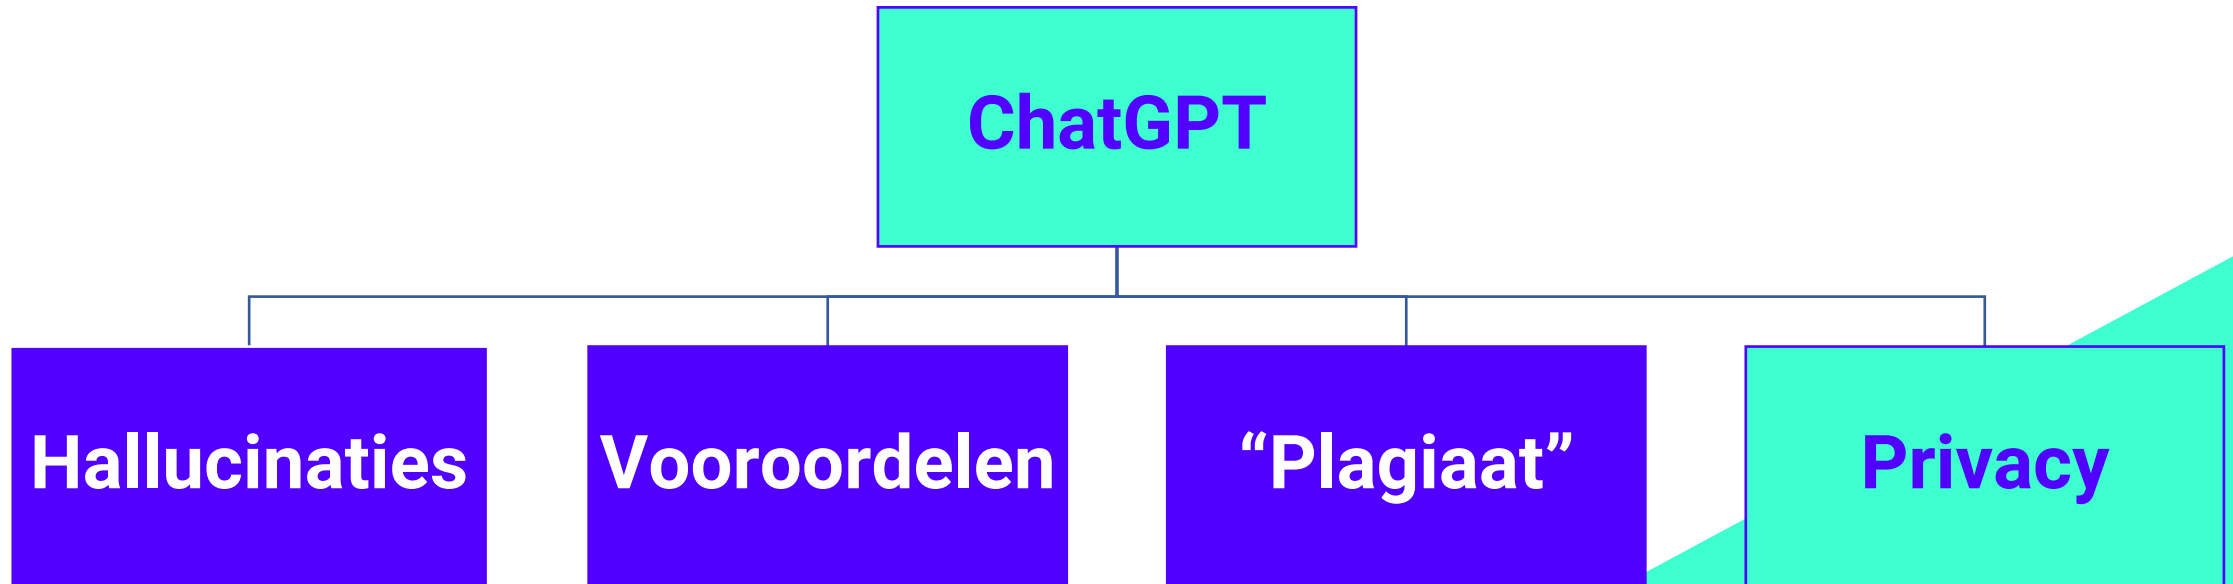 ChatGPT
Hallucinaties
Vooroordelen
“Plagiaat”
Privacy